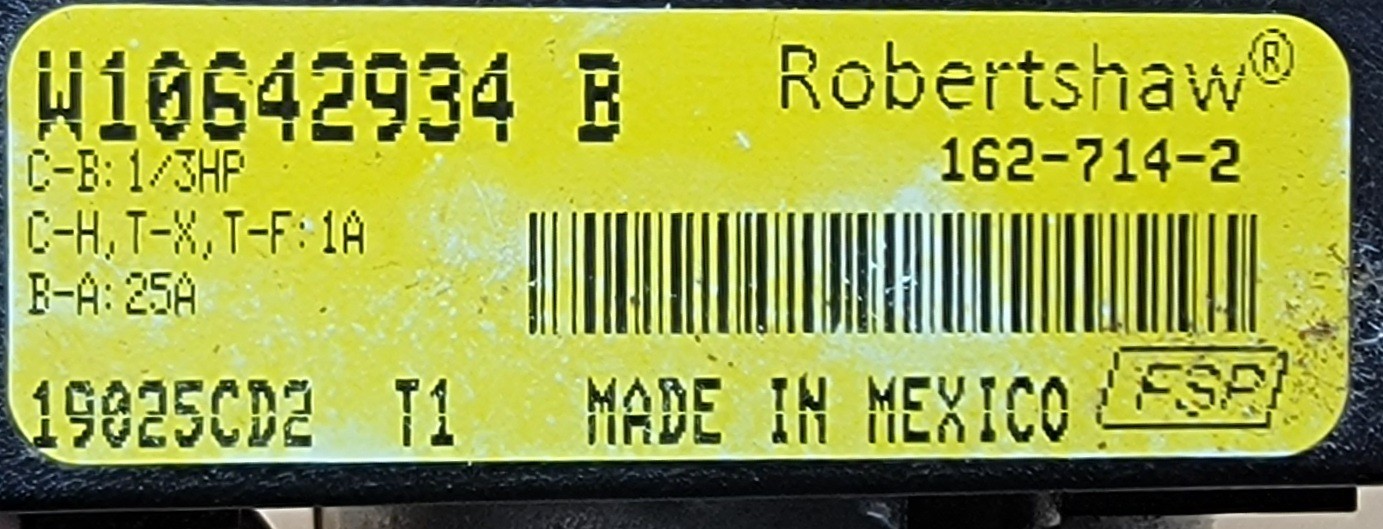 W10642934 B
Robertshaw®
162-714-2
C-B:1/3HP
C-H,T-X,T-F:1A
B-A:25A
19025CD2 T1 MADE IN MEXICO FSP